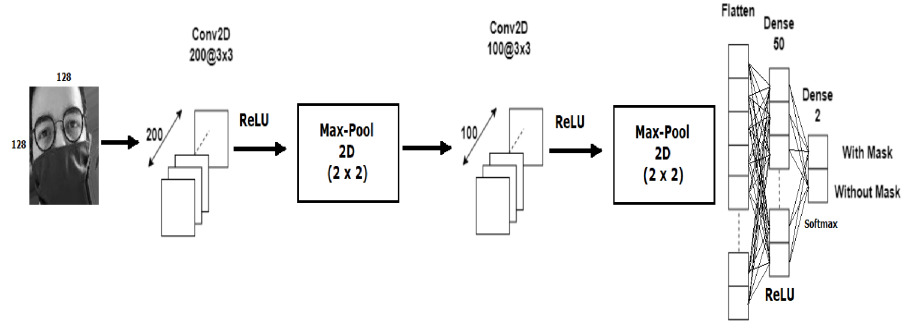 128
128
Conv2D
200@3x3
200
ReLU
Max-Pool
2D
(2 x 2)
Conv2D
100@3x3
100
ReLU
Max-Pool
2D
(2 x 2)
Flatten
Dense
50
ReLU
Dense
2
With Mask
Without Mask
Softmax